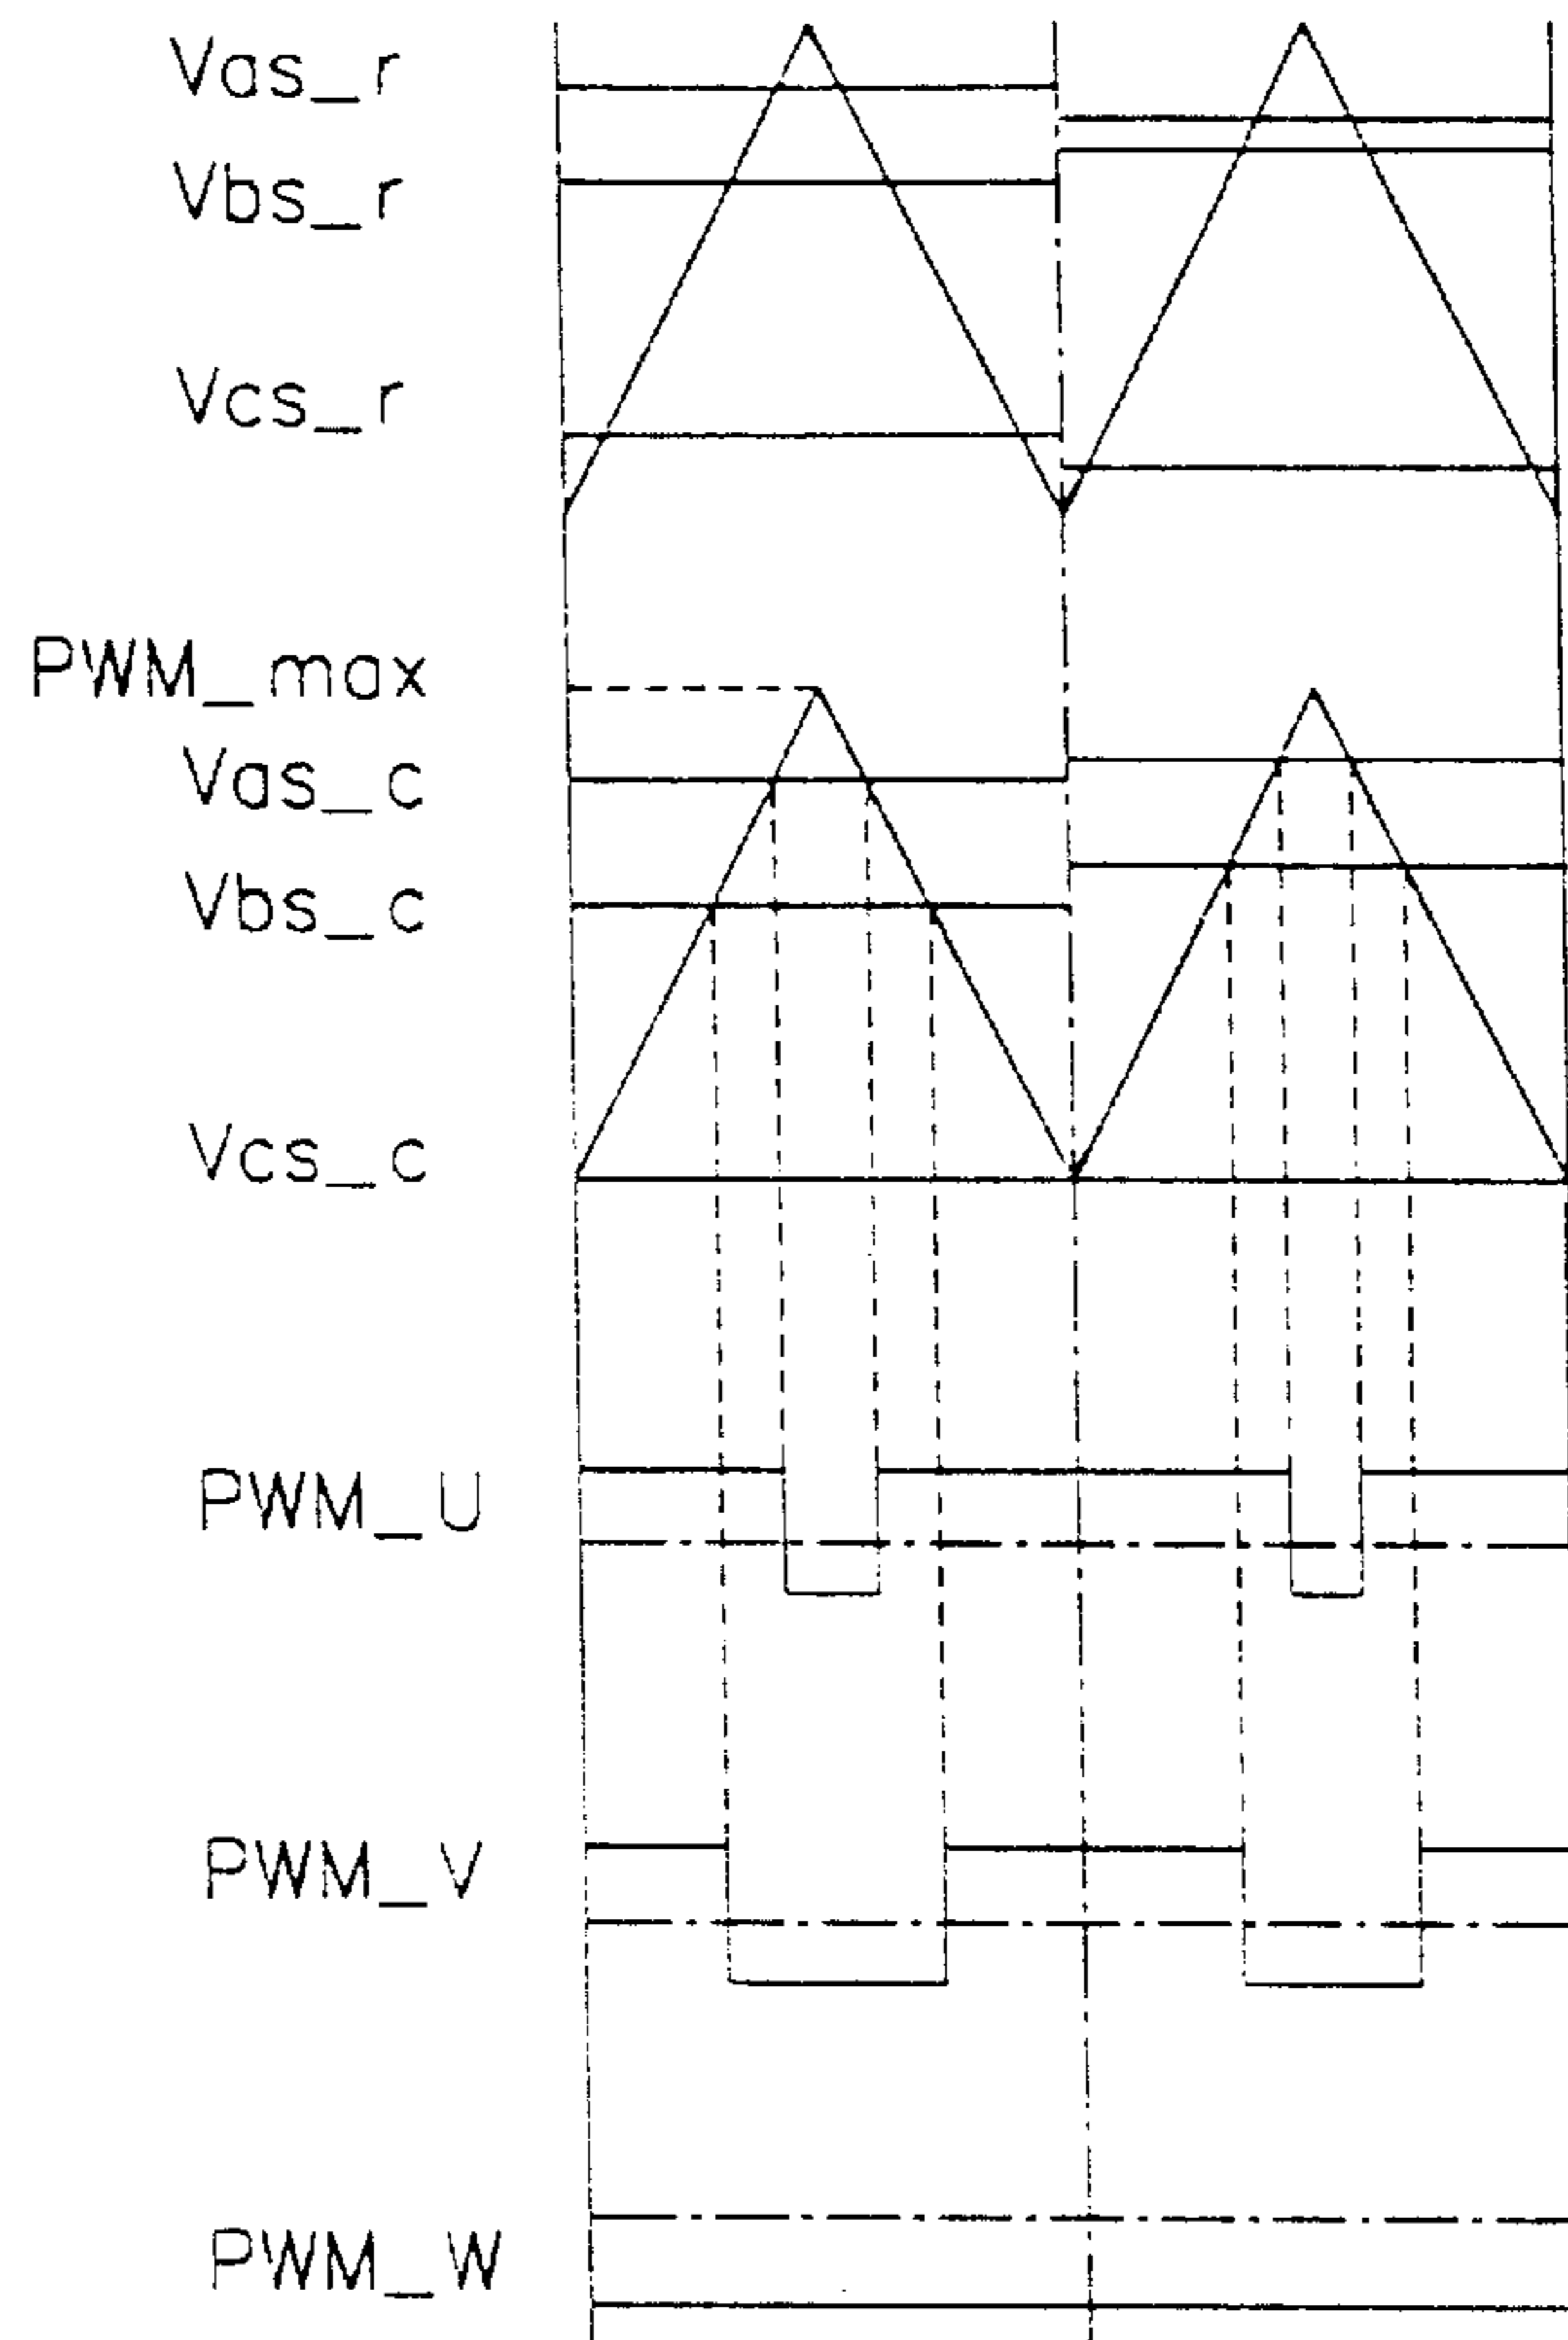 Vas_r
Vbs_r
Vcs_r
PWM_max
Vas_c
Vbs_c
Vcs_c
PWM_U
PWM_V
PWM_W